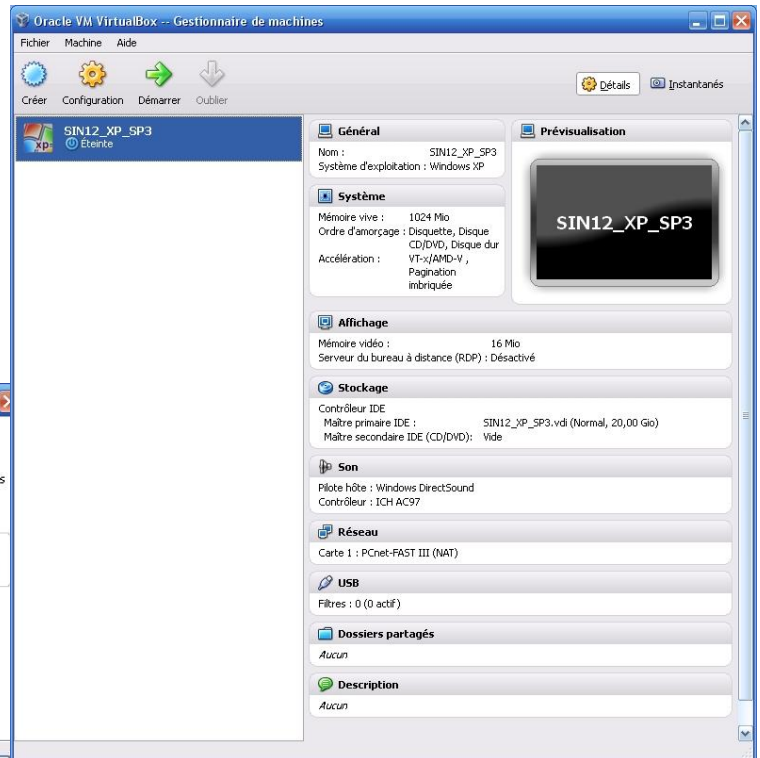 Oracle VM VirtualBox -- Gestionnaire de machines
Fichier Machine Aide
Créer Configuration Démarrer Oublier Détails Instantanés
SIN12_XP_SP3
Éteinte
xp
Général
Nom : SIN12_XP_SP3
Système d'exploitation : Windows XP
Système
Mémoire vive : 1024 Mio
Ordre d'amorçage : Disquette, Disque
CD/DVD, Disque dur
Accélération : VT-x/AMD-V ,
Pagination
imbriquée
Prévisualisation
SIN12_XP_SP3
Affichage
Mémoire vidéo : 16 Mio
Serveur du bureau à distance (RDP) : Désactivé
Stockage
Contrôleur IDE
Maître primaire IDE : SIN12_XP_SP3.vdi (Normal, 20,00 Gio)
Maître secondaire IDE (CD/DVD): Vide
Son
Pilote hôte : Windows DirectSound
Contrôleur : ICH AC97
Réseau
Carte 1 : PCnet-FAST III (NAT)
USB
Filtres : 0 (0 actif)
Dossiers partagés
Aucun
Description
Aucun
s